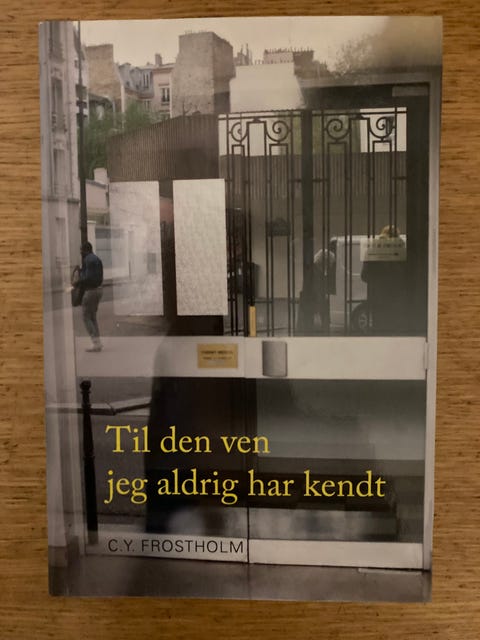 Til den ven
jeg aldrig har kendt
C.Y. FROSTHOLM